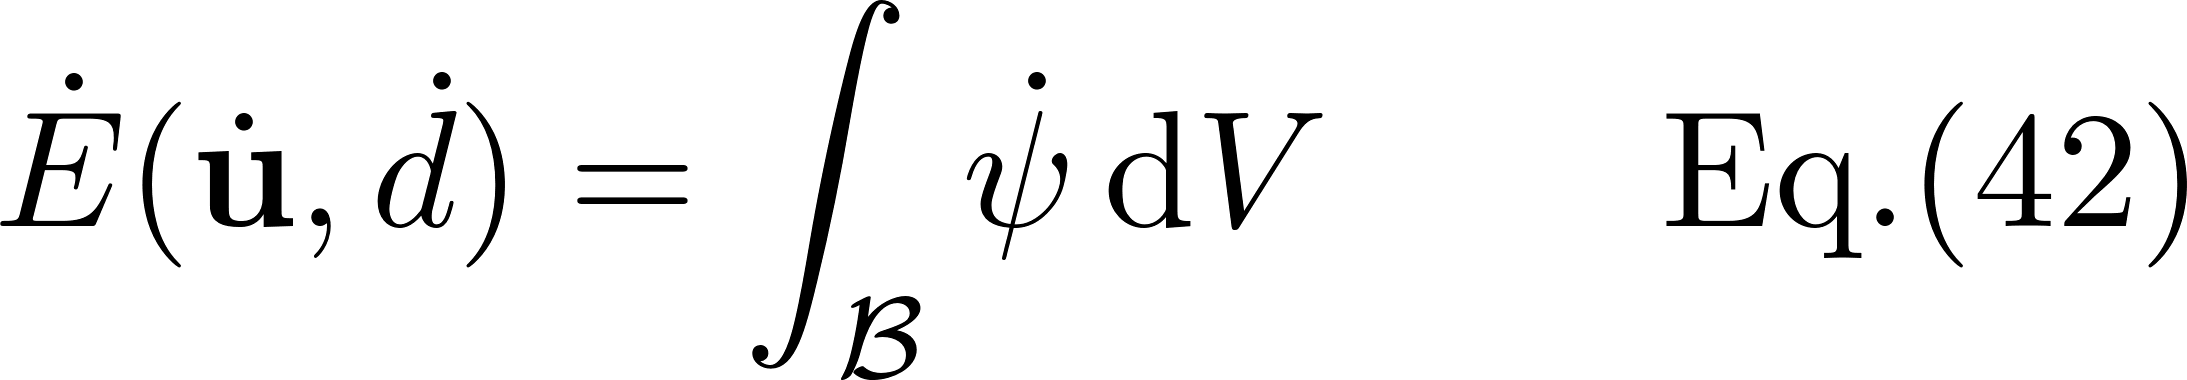 Ė(𝐮̇, ḋ) = ∫_ℬ ψ̇ dV Eq.(42)